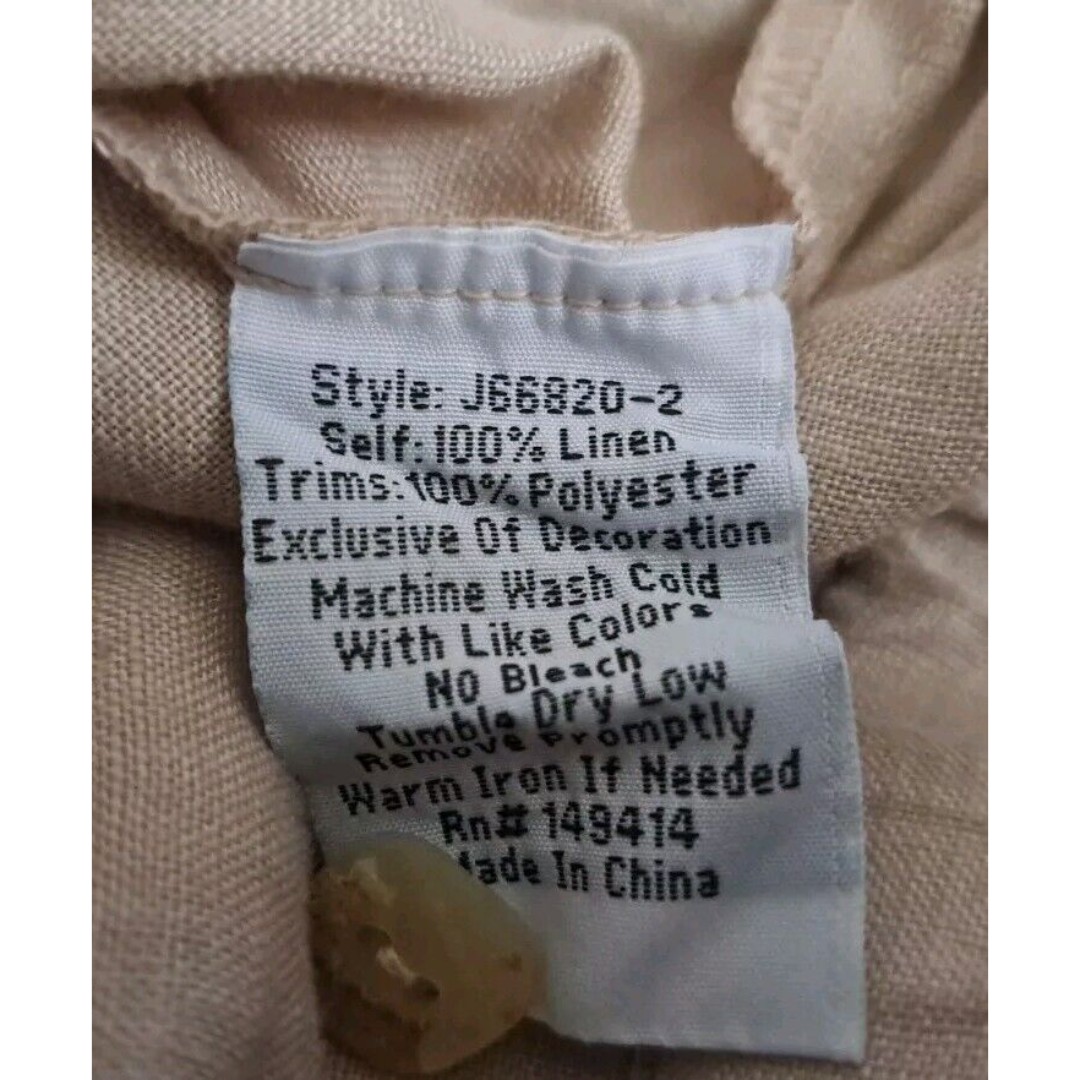 Style: J66820-2
Self: 100% Linen
Trims: 100% Polyester
Exclusive Of Decoration
Machine Wash Cold
With Like Colors
No Bleach
Tumble Dry Low
Remove Promptly
Warm Iron If Needed
Rn# 149414
Made In China